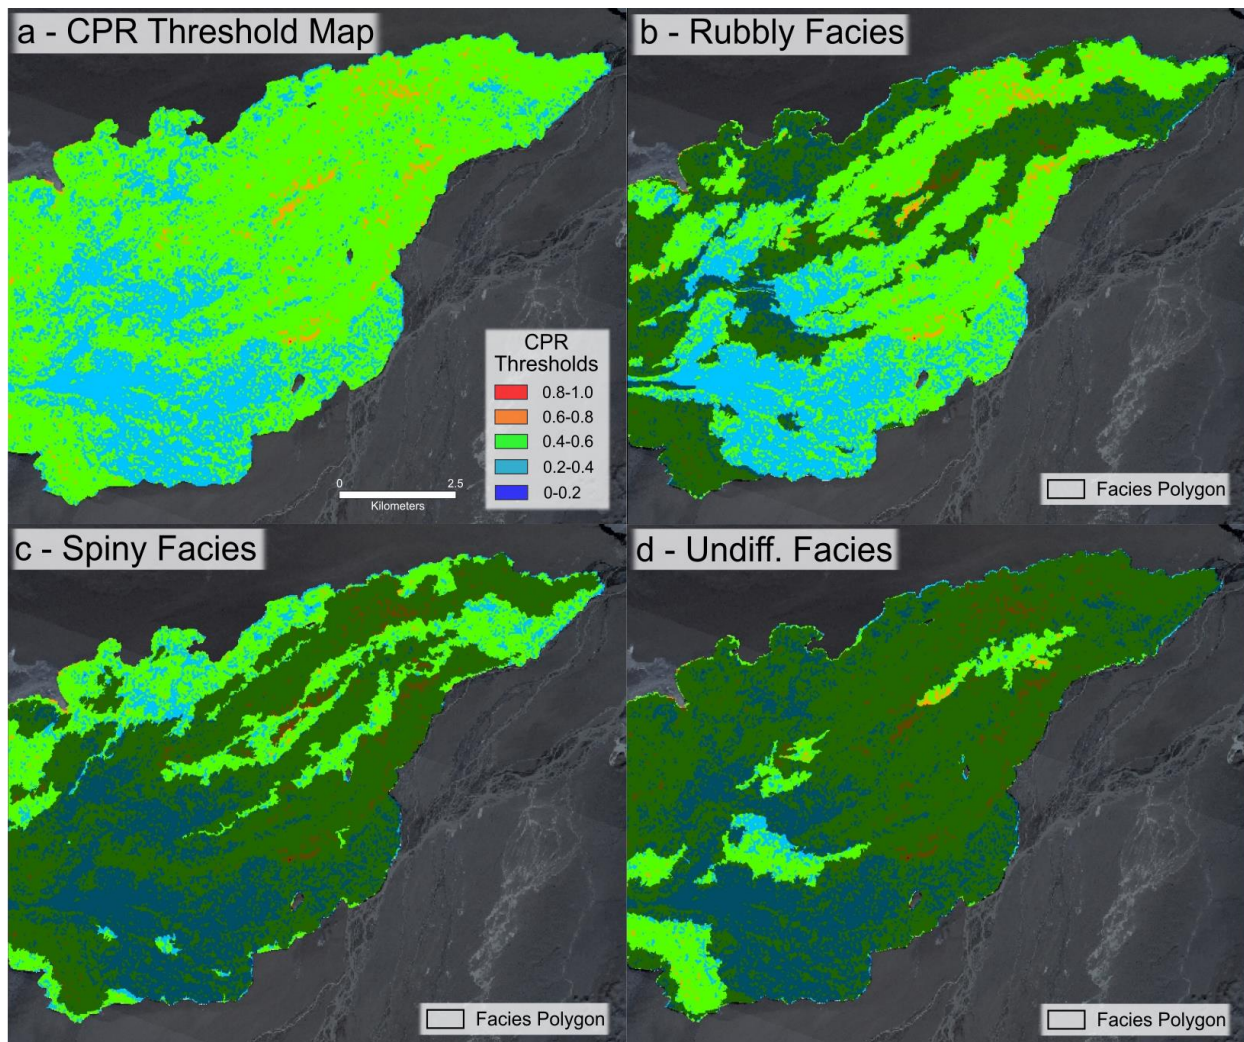 a - CPR Threshold Map
b - Rubbly Facies
CPR
Thresholds
0.8-1.0
0.6-0.8
0.4-0.6
0.2-0.4
0-0.2
0
2.5
Kilometers
Facies Polygon
c - Spiny Facies
d - Undiff. Facies
Facies Polygon
Facies Polygon